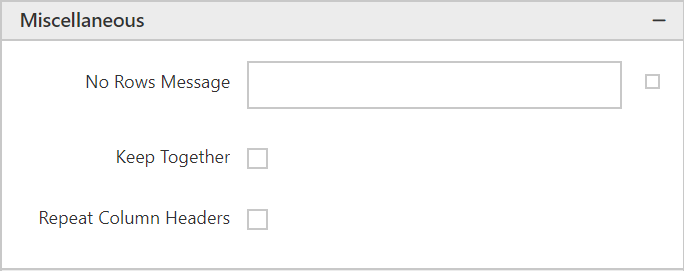 Miscellaneous
No Rows Message
Keep Together
Repeat Column Headers